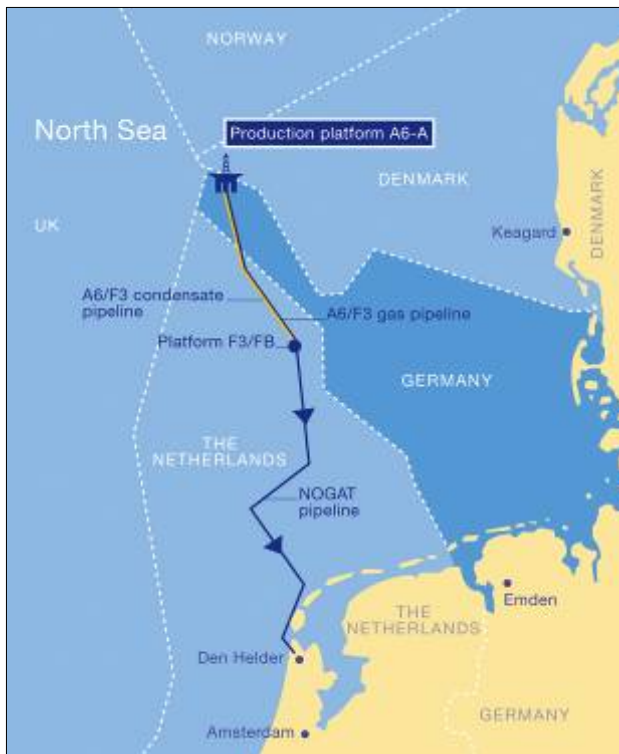 NORWAY
North Sea
Production platform A6-A
DENMARK
UK
Keagard
DENMARK
A6/F3 condensate
pipeline
A6/F3 gas pipeline
Platform F3/FB
GERMANY
THE
NETHERLANDS
NOGAT
pipeline
Emden
THE
NETHERLANDS
Den Helder
GERMANY
Amsterdam